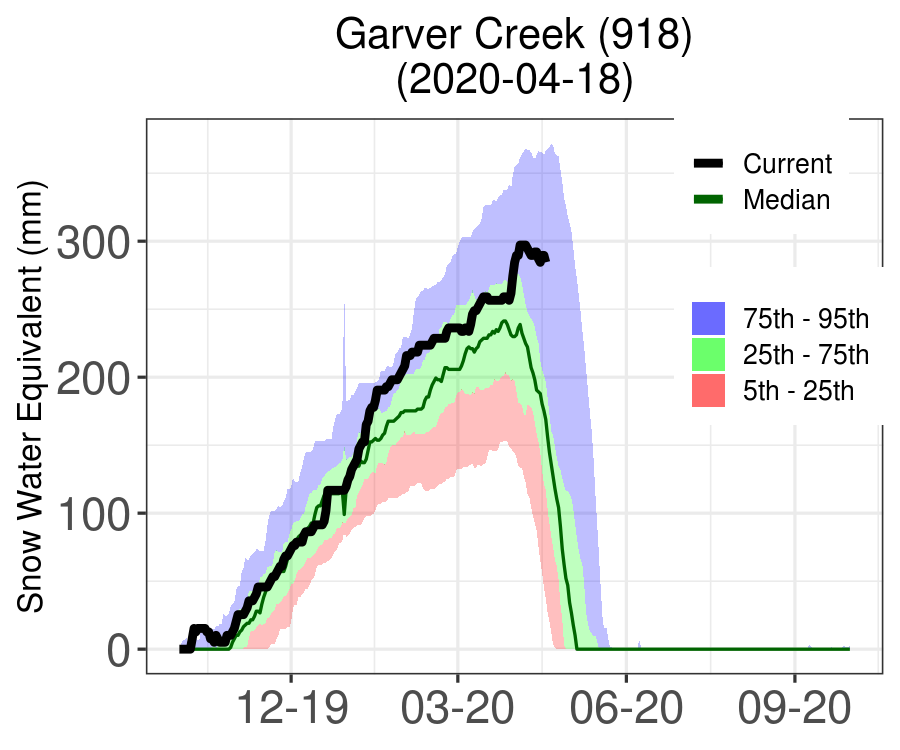 Garver Creek (918)
(2020-04-18)
Snow Water Equivalent (mm)
300
200
100
0
12-19
03-20
06-20
09-20
Current
Median
75th - 95th
25th - 75th
5th - 25th